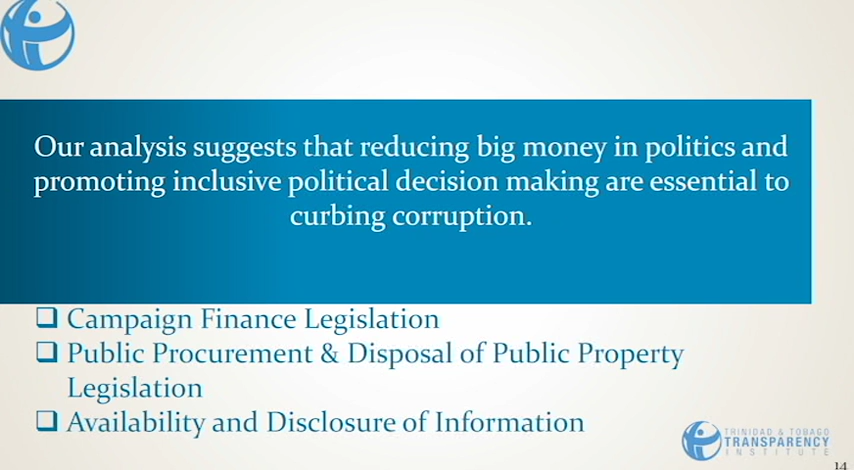 Our analysis suggests that reducing big money in politics and
promoting inclusive political decision making are essential to
curbing corruption.
❑ Campaign Finance Legislation
❑ Public Procurement & Disposal of Public Property
Legislation
❑ Availability and Disclosure of Information
TRINIDAD & TOBAGO
TRANSPARENCY
INSTITUTE
14